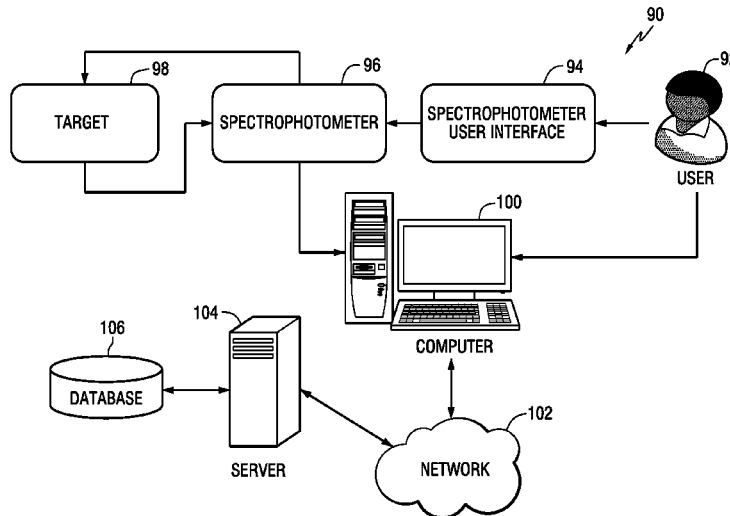 90
98
96
94
TARGET
SPECTROPHOTOMETER
SPECTROPHOTOMETER
USER INTERFACE
USER
100
COMPUTER
104
106
DATABASE
SERVER
102
NETWORK